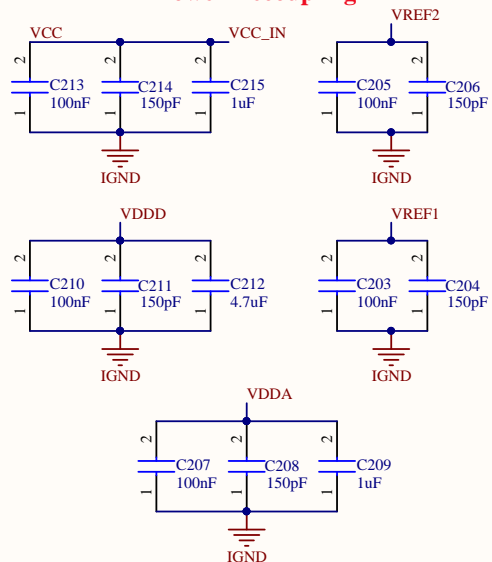 VCC
VCC_IN
VREF2
2
2
2
2
2
C213
100nF
C214
150pF
C215
1uF
C205
100nF
C206
150pF
1
1
1
1
1
IGND
IGND
VDDD
VREF1
2
2
2
2
2
C210
100nF
C211
150pF
C212
4.7uF
C203
100nF
C204
150pF
1
1
1
1
1
IGND
IGND
VDDA
2
2
2
C207
100nF
C208
150pF
C209
1uF
1
1
1
IGND